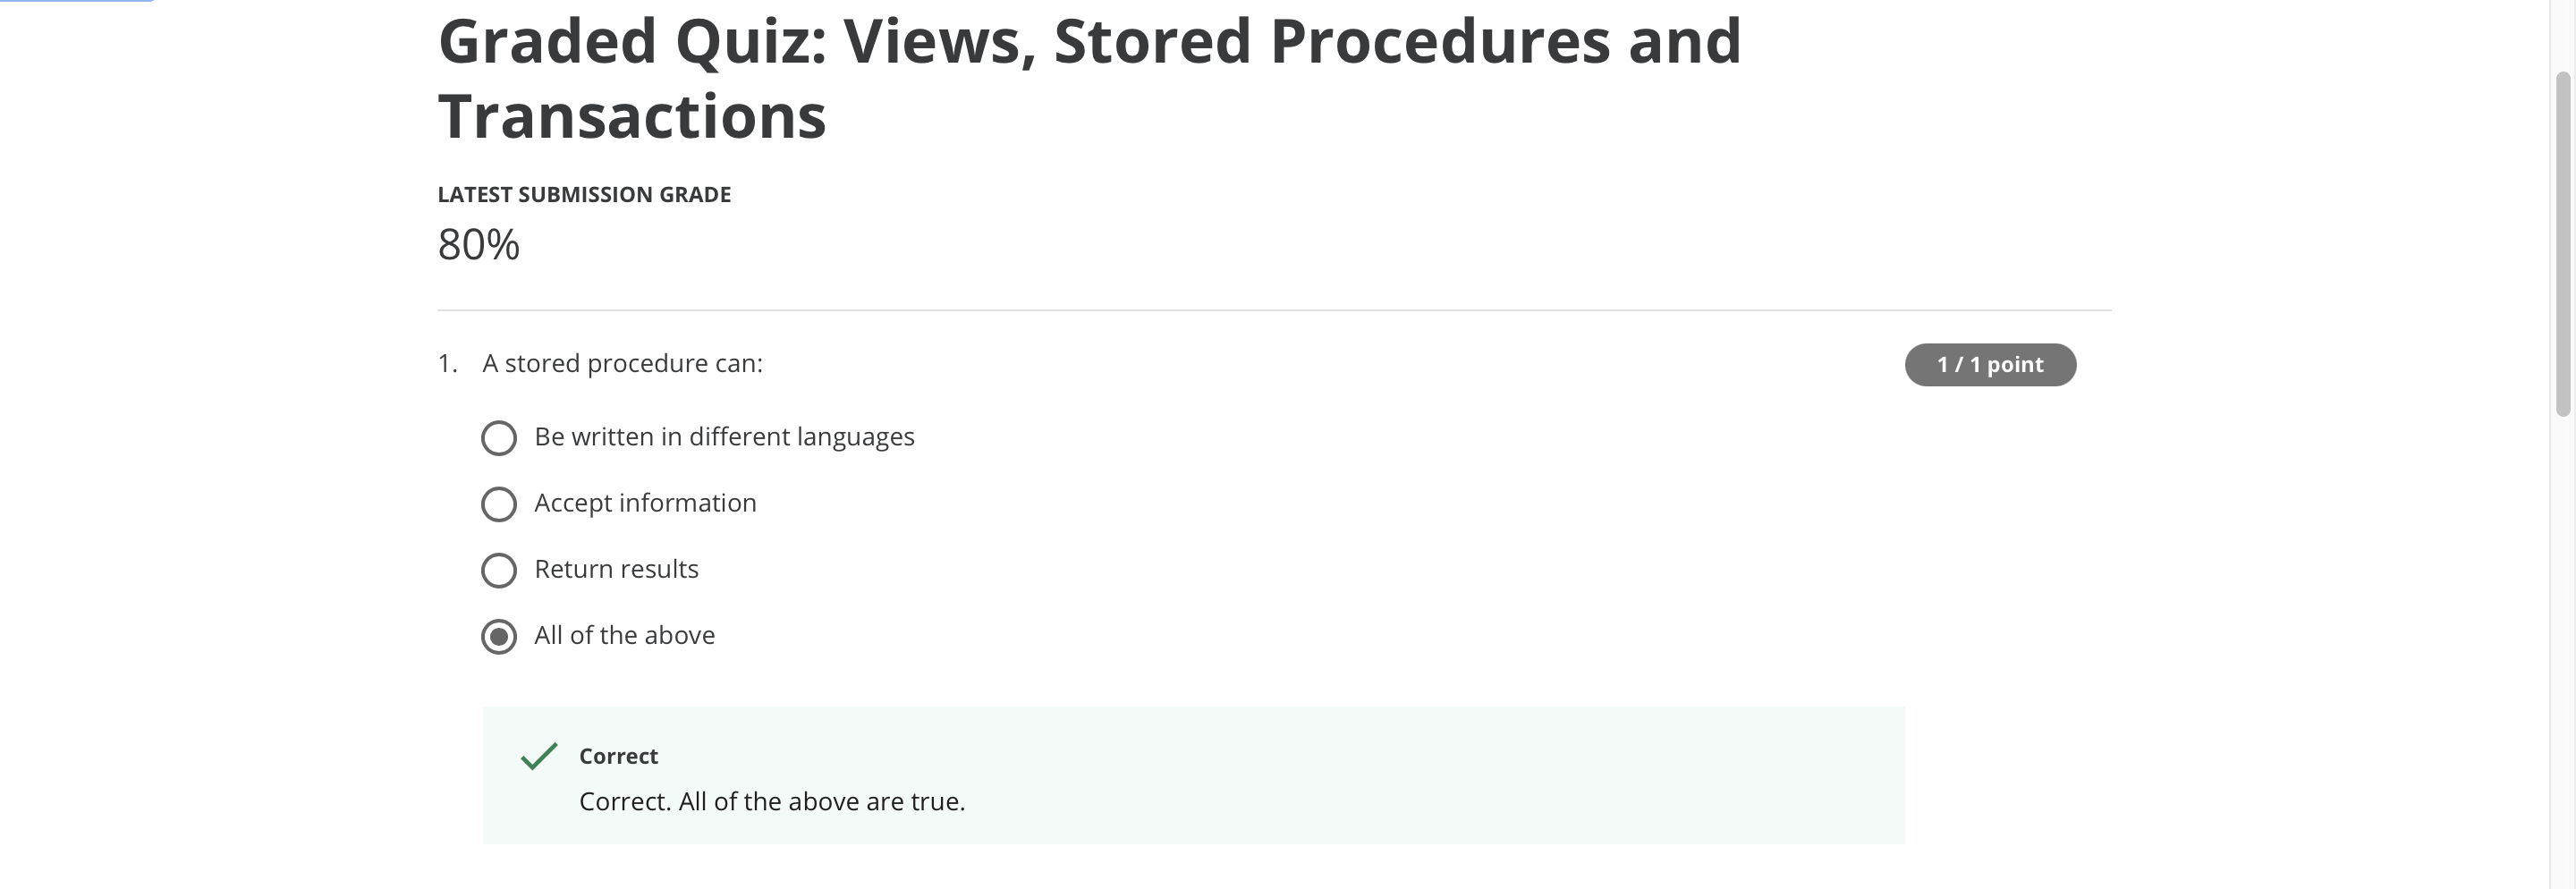 Graded Quiz: Views, Stored Procedures and
Transactions
LATEST SUBMISSION GRADE
80%
1. A stored procedure can:
1 / 1 point
Be written in different languages
Accept information
Return results
All of the above
Correct
Correct. All of the above are true.